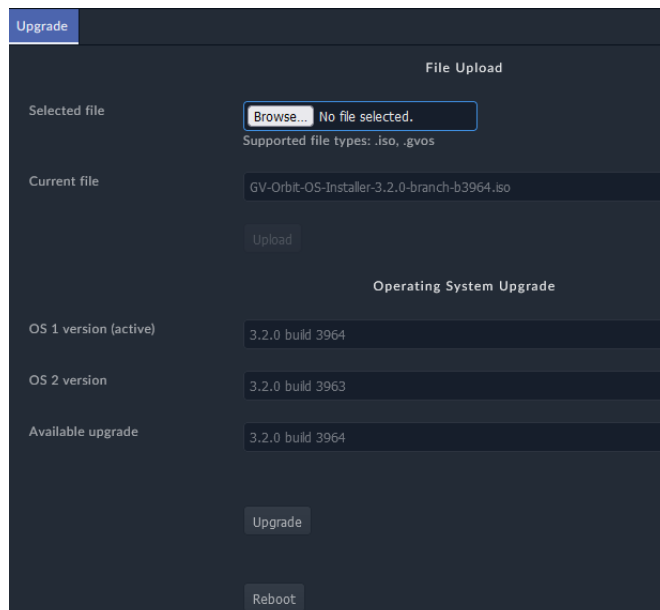 Upgrade
File Upload
Selected file
Browse... No file selected.
Supported file types: .iso, .gvos
Current file
GV-Orbit-OS-Installer-3.2.0-branch-b3964.iso
Upload
Operating System Upgrade
OS 1 version (active)
3.2.0 build 3964
OS 2 version
3.2.0 build 3963
Available upgrade
3.2.0 build 3964
Upgrade
Reboot